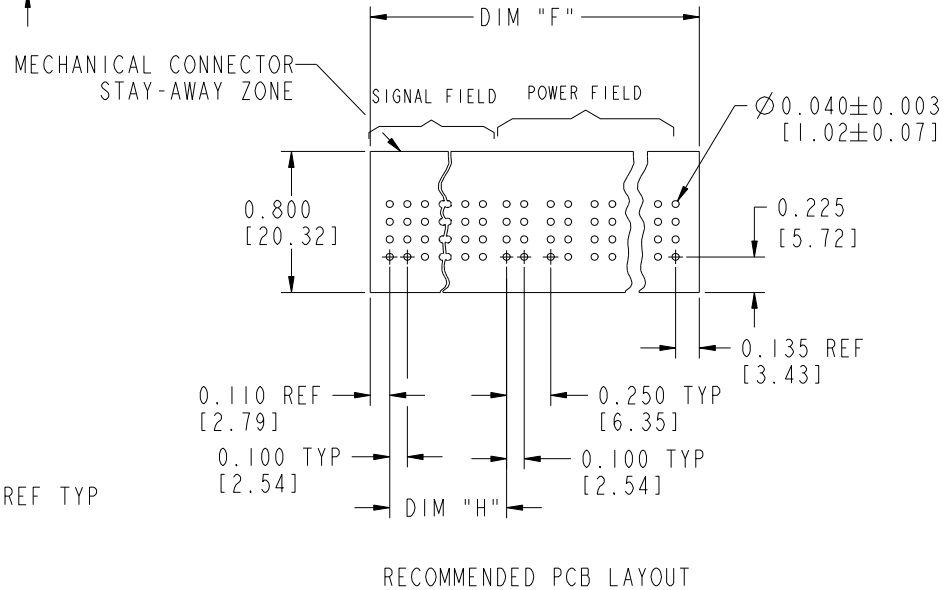 DIM "F"
MECHANICAL CONNECTOR
STAY-AWAY ZONE
SIGNAL FIELD
POWER FIELD
Ø0.040±0.003
[1.02±0.07]
0.800
[20.32]
0.225
[5.72]
0.135 REF
[3.43]
0.110 REF
[2.79]
0.250 TYP
[6.35]
0.100 TYP
[2.54]
0.100 TYP
[2.54]
REF TYP
DIM "H"
RECOMMENDED PCB LAYOUT